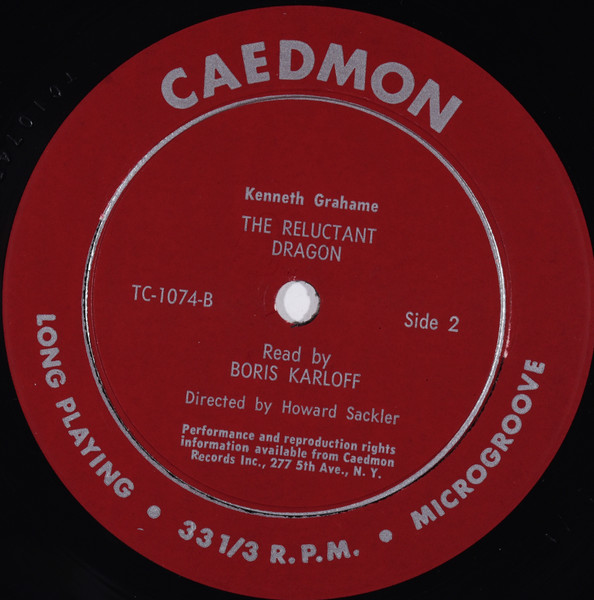 CAEDMON
Kenneth Grahame
THE RELUCTANT
DRAGON
TC-1074-B
Side 2
Read by
BORIS KARLOFF
Directed by Howard Sackler
Performance and reproduction rights
information available from Caedmon
Records Inc., 277 5th Ave., N. Y.
LONG PLAYING • 33 1/3 R.P.M. • MICROGROOVE